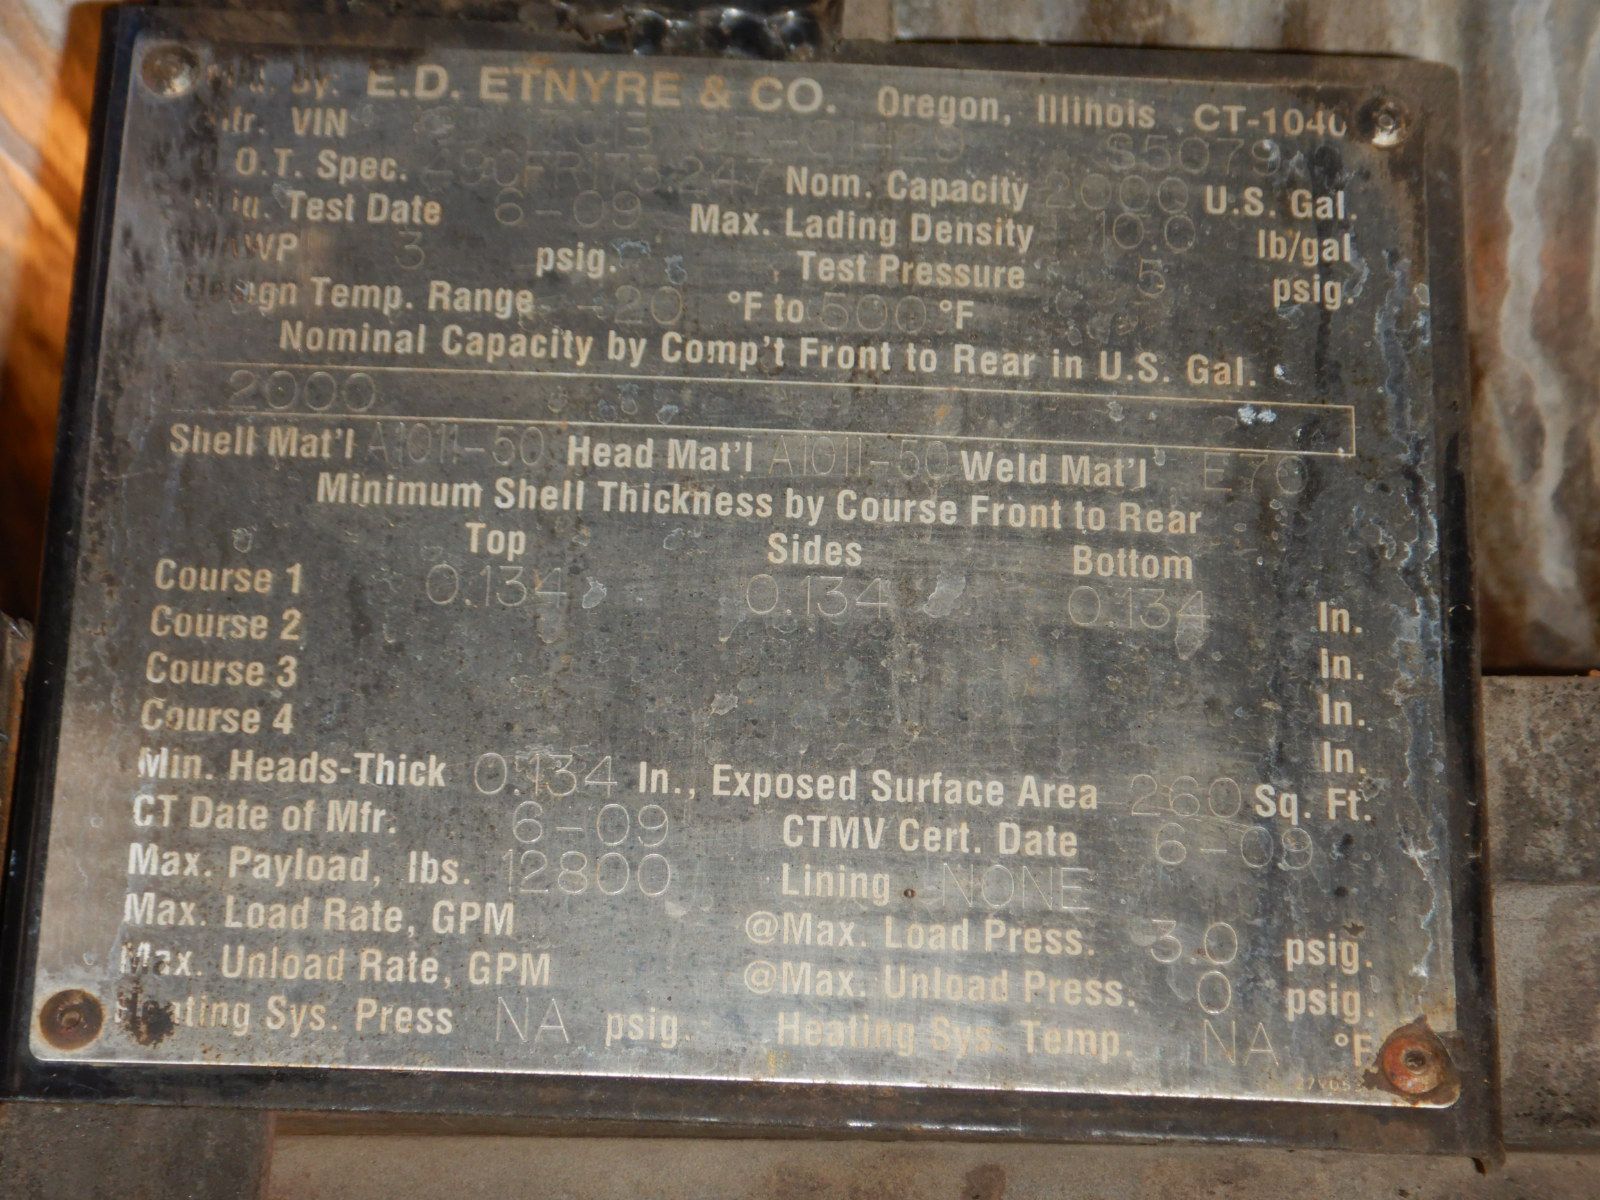 by: E.D. ETNYRE & CO. Oregon, Illinois CT-1040
VIN
O.T. Spec. 490FR173.247 Nom. Capacity 2000 U.S. Gal.
Test Date 6-09 Max. Lading Density 10.0 lb/gal
MAWP 3 psig. Test Pressure 5 psig.
Design Temp. Range -20 °F to 500 °F
Nominal Capacity by Comp't Front to Rear in U.S. Gal.
2000
Shell Mat'l A1011-50 Head Mat'l A1011-50 Weld Mat'l E70
Minimum Shell Thickness by Course Front to Rear
Top Sides Bottom
Course 1 0.134 0.134 0.134 In.
Course 2 In.
Course 3 In.
Course 4 In.
Min. Heads-Thick 0.134 In., Exposed Surface Area 260 Sq. Ft.
CT Date of Mfr. 6-09 CTMV Cert. Date 6-09
Max. Payload, lbs. 12800 Lining NONE
Max. Load Rate, GPM @Max. Load Press. 3.0 psig.
Max. Unload Rate, GPM @Max. Unload Press. 0 psig.
Heating Sys. Press NA psig. Heating Sys. Temp. NA °F